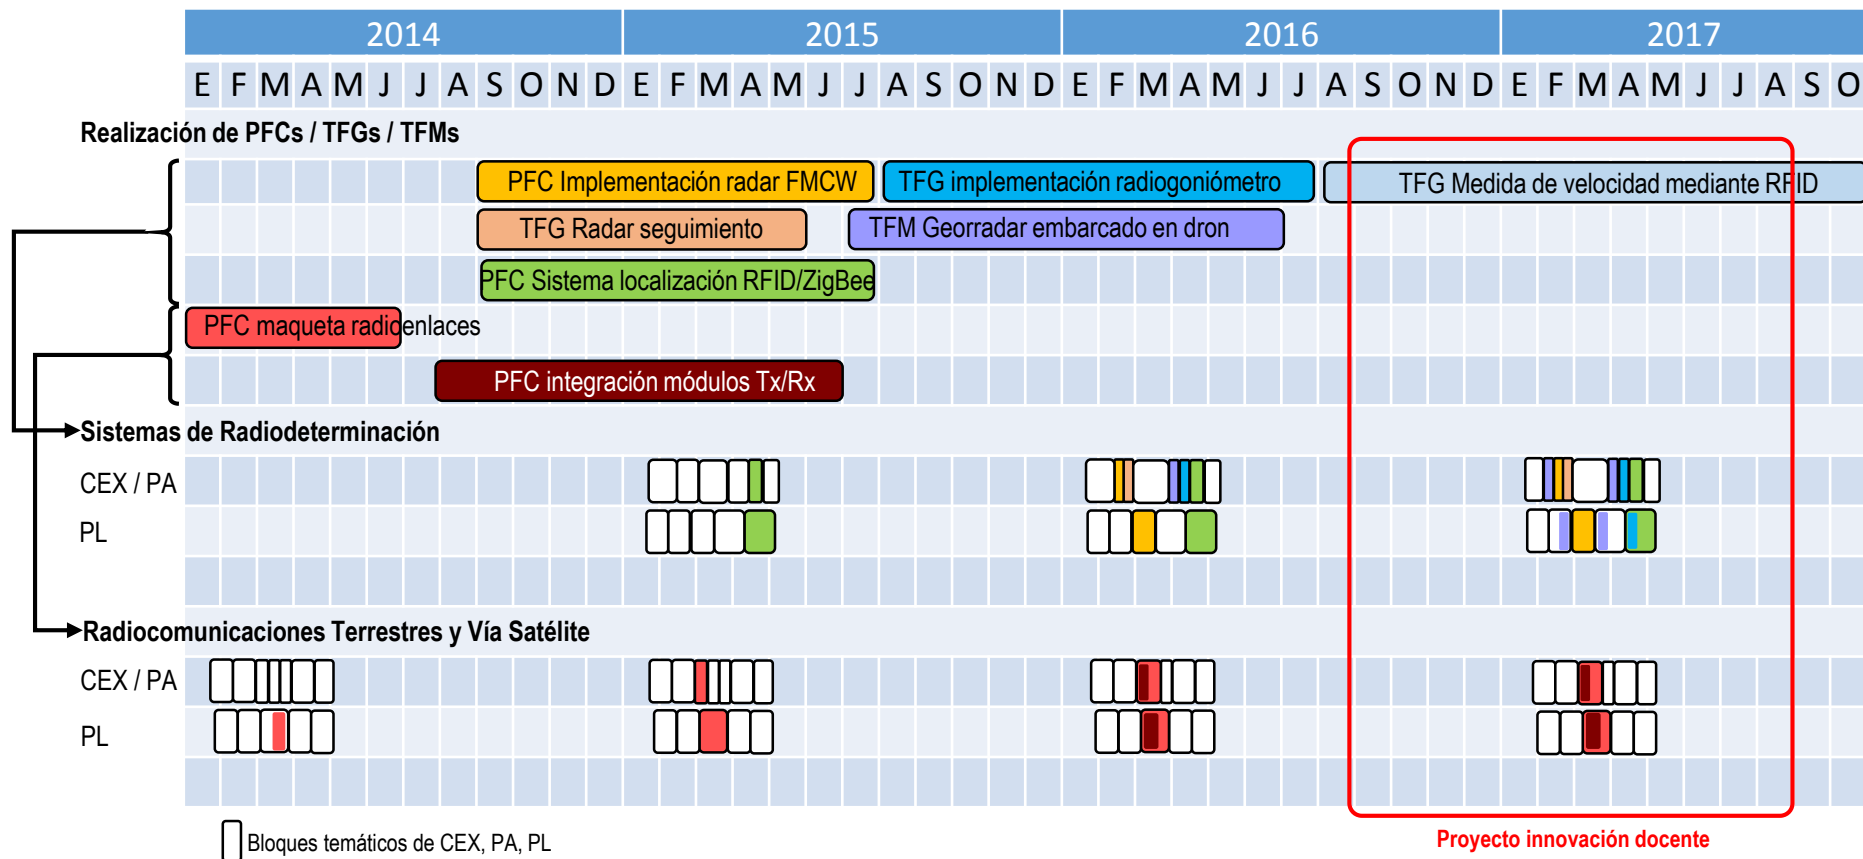 2014 2015 2016 2017
E F M A M J J A S O N D E F M A M J J A S O N D E F M A M J J A S O N D E F M A M J J A S O
Realización de PFCs / TFGs / TFMs
PFC Implementación radar FMCW TFG implementación radiogoniómetro TFG Medida de velocidad mediante RFID
TFG Radar seguimiento TFM Georradar embarcado en dron
PFC Sistema localización RFID/ZigBee
PFC maqueta radioenlaces
PFC integración módulos Tx/Rx
Sistemas de Radiodeterminación
CEX / PA
PL
Radiocomunicaciones Terrestres y Vía Satélite
CEX / PA
PL
Bloques temáticos de CEX, PA, PL
Proyecto innovación docente